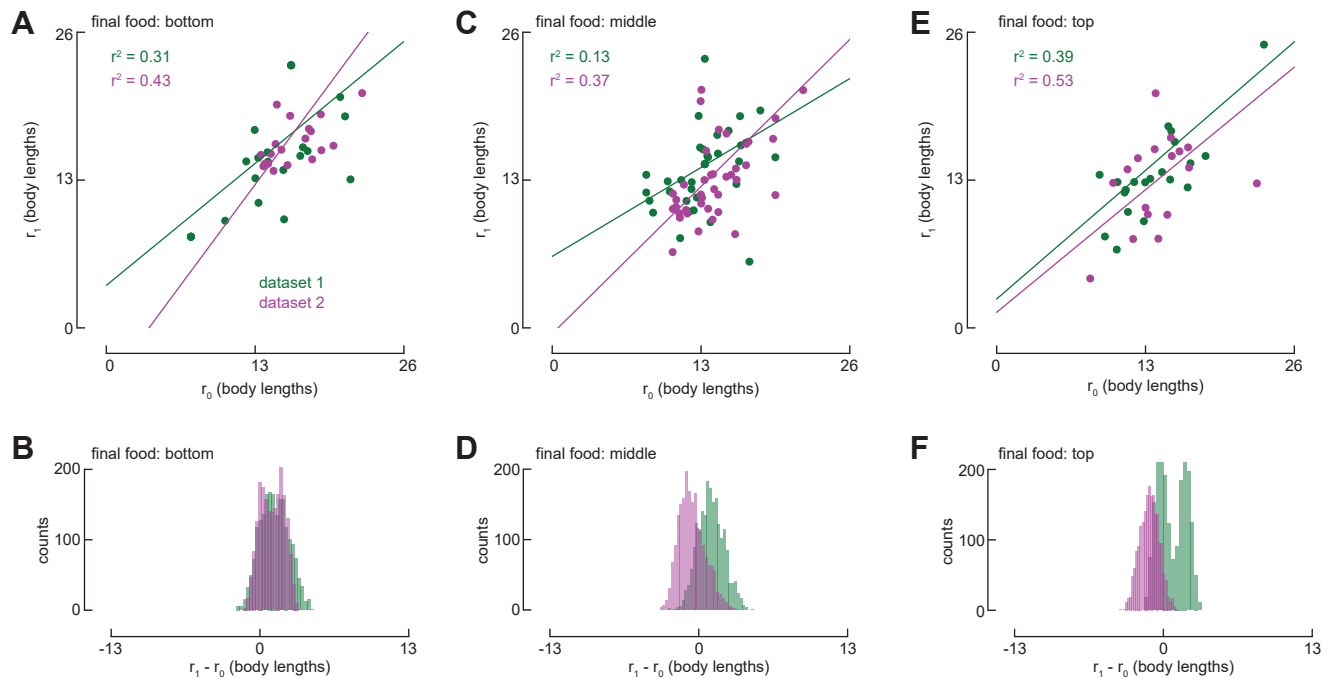 A
final food: bottom
26
r² = 0.31
r² = 0.43
13
r₁ (body lengths)
dataset 1
dataset 2
0
0
13
26
r₀ (body lengths)
C
final food: middle
26
r² = 0.13
r² = 0.37
13
r₁ (body lengths)
0
0
13
26
r₀ (body lengths)
E
final food: top
26
r² = 0.39
r² = 0.53
13
r₁ (body lengths)
0
0
13
26
r₀ (body lengths)
B
final food: bottom
200
100
0
counts
-13
0
13
r₁ - r₀ (body lengths)
D
final food: middle
200
100
0
counts
-13
0
13
r₁ - r₀ (body lengths)
F
final food: top
200
100
0
counts
-13
0
13
r₁ - r₀ (body lengths)